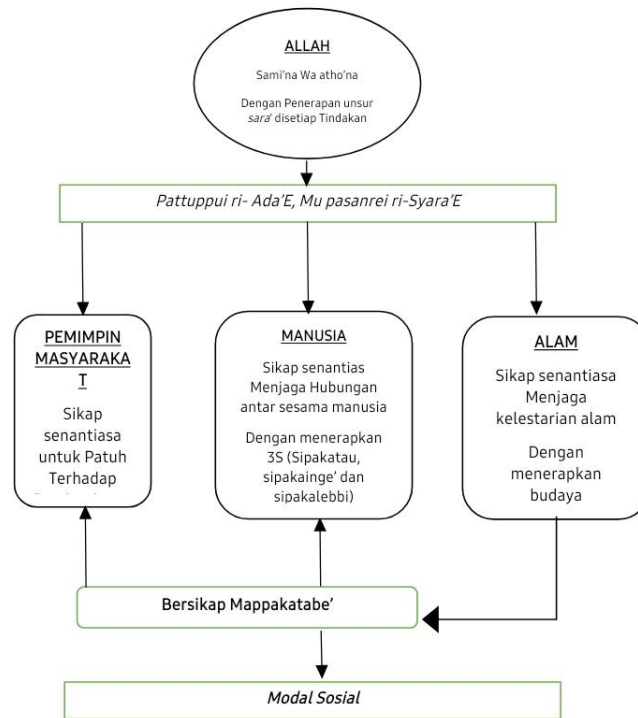 ALLAH
Sami'na Wa atho'na
Dengan Penerapan unsur
sara' disetiap Tindakan
Pattuppui ri- Ada'E, Mu pasanrei ri-Syara'E
PEMIMPIN
MASYARAKA
T
Sikap
senantiasa
untuk Patuh
Terhadap
MANUSIA
Sikap senantias
Menjaga Hubungan
antar sesama manusia
Dengan menerapkan
3S (Sipakatau,
sipakainge' dan
sipakalebbi)
ALAM
Sikap senantiasa
Menjaga
kelestarian alam
Dengan
menerapkan
budaya
Bersikap Mappakatabe'
Modal Sosial